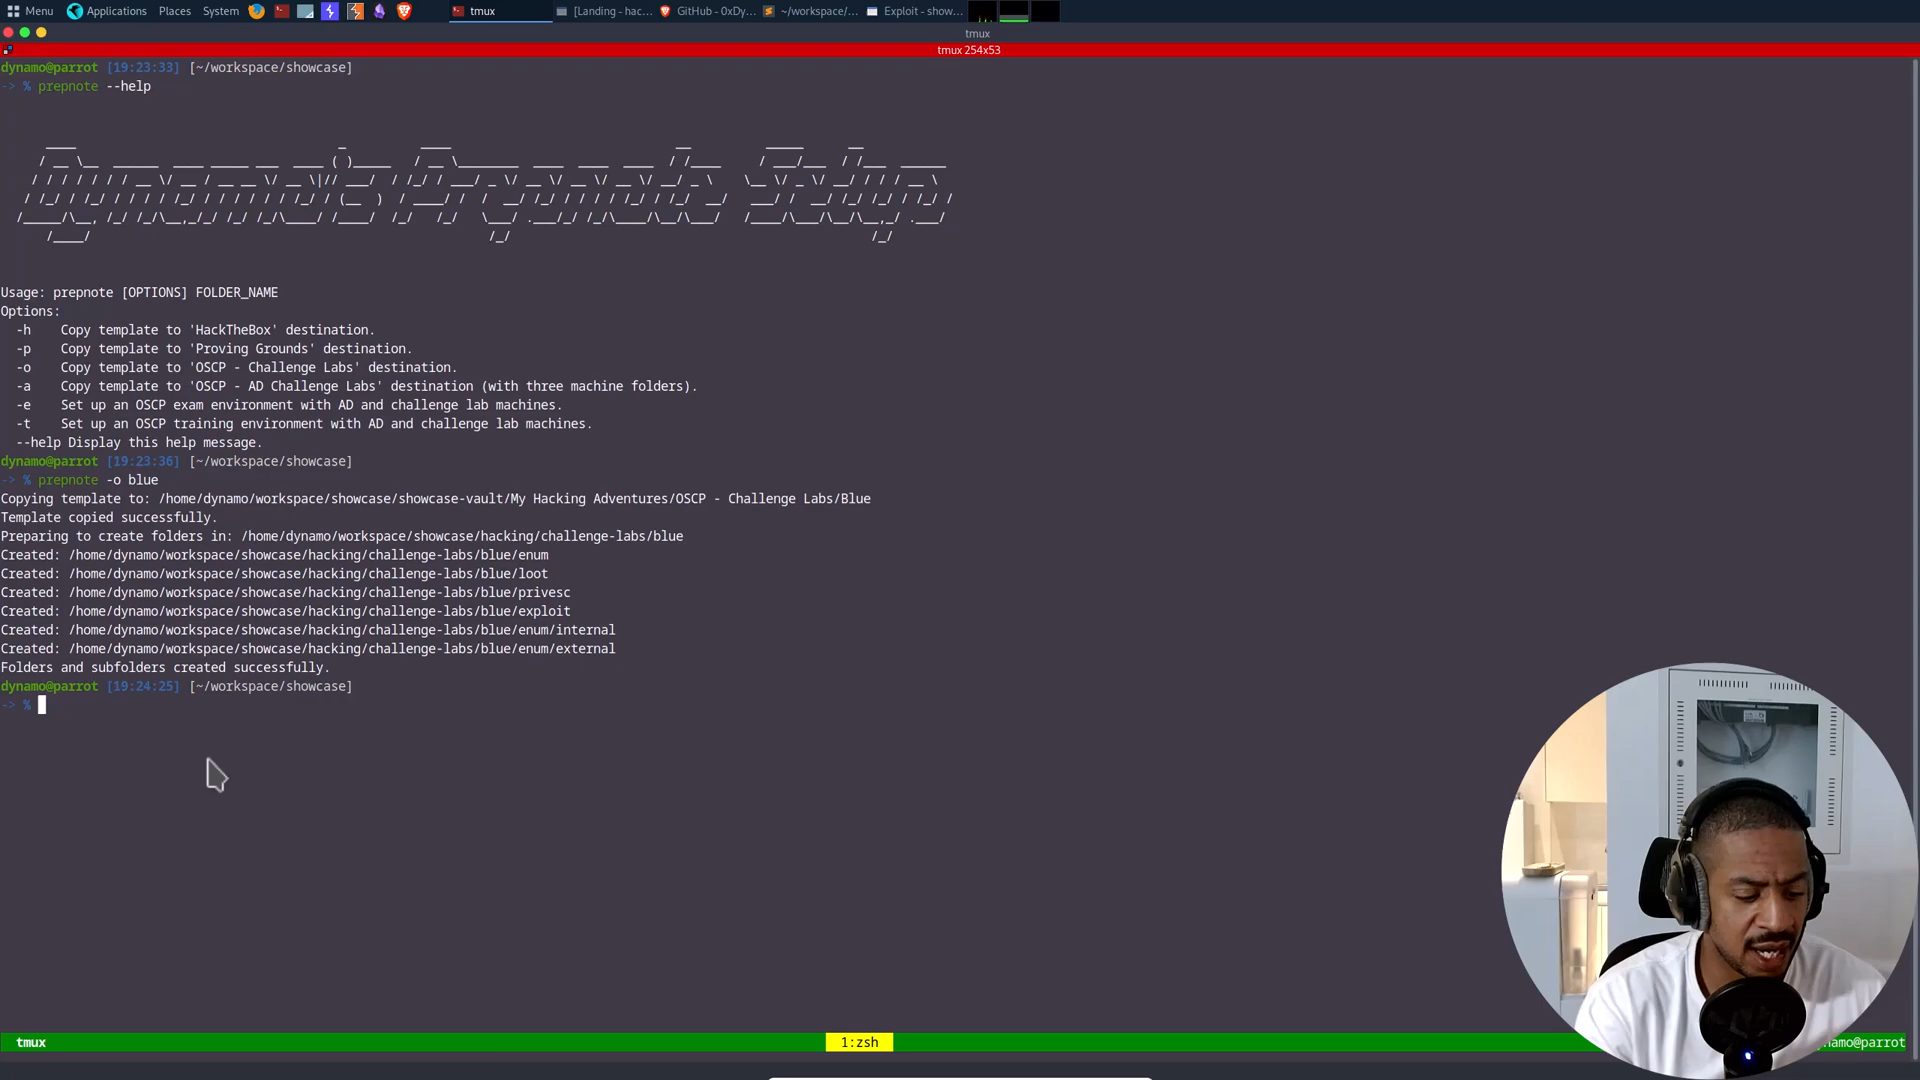 Menu Applications Places System tmux [Landing - hac... GitHub - 0xDy... ~/workspace/... Exploit - show...
tmux
tmux 254x53
dynamo@parrot [19:23:33] [~/workspace/showcase]
-> % prepnote --help
Dynamo's Prepnote Setup
Usage: prepnote [OPTIONS] FOLDER_NAME
Options:
-h Copy template to 'HackTheBox' destination.
-p Copy template to 'Proving Grounds' destination.
-o Copy template to 'OSCP - Challenge Labs' destination.
-a Copy template to 'OSCP - AD Challenge Labs' destination (with three machine folders).
-e Set up an OSCP exam environment with AD and challenge lab machines.
-t Set up an OSCP training environment with AD and challenge lab machines.
--help Display this help message.
dynamo@parrot [19:23:36] [~/workspace/showcase]
-> % prepnote -o blue
Copying template to: /home/dynamo/workspace/showcase/showcase-vault/My Hacking Adventures/OSCP - Challenge Labs/Blue
Template copied successfully.
Preparing to create folders in: /home/dynamo/workspace/showcase/hacking/challenge-labs/blue
Created: /home/dynamo/workspace/showcase/hacking/challenge-labs/blue/enum
Created: /home/dynamo/workspace/showcase/hacking/challenge-labs/blue/loot
Created: /home/dynamo/workspace/showcase/hacking/challenge-labs/blue/privesc
Created: /home/dynamo/workspace/showcase/hacking/challenge-labs/blue/exploit
Created: /home/dynamo/workspace/showcase/hacking/challenge-labs/blue/enum/internal
Created: /home/dynamo/workspace/showcase/hacking/challenge-labs/blue/enum/external
Folders and subfolders created successfully.
dynamo@parrot [19:24:25] [~/workspace/showcase]
-> %
tmux 1:zsh namo@parrot